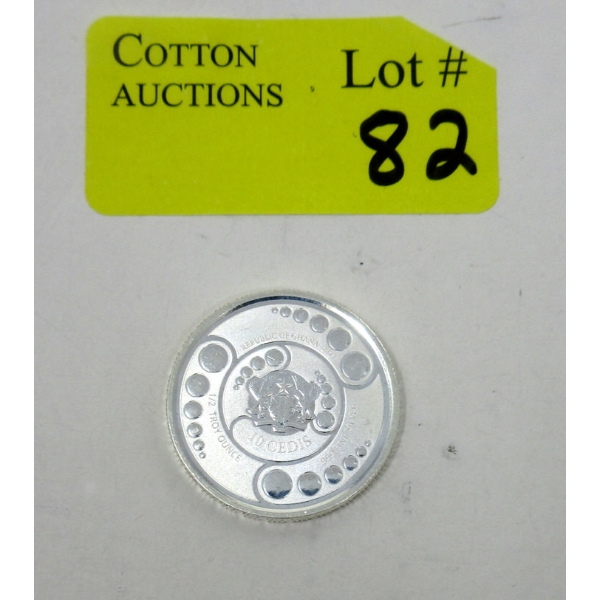 COTTON
AUCTIONS
Lot #
82
REPUBLIC OF GHANA
1/2 TROY OUNCE
10 CEDIS